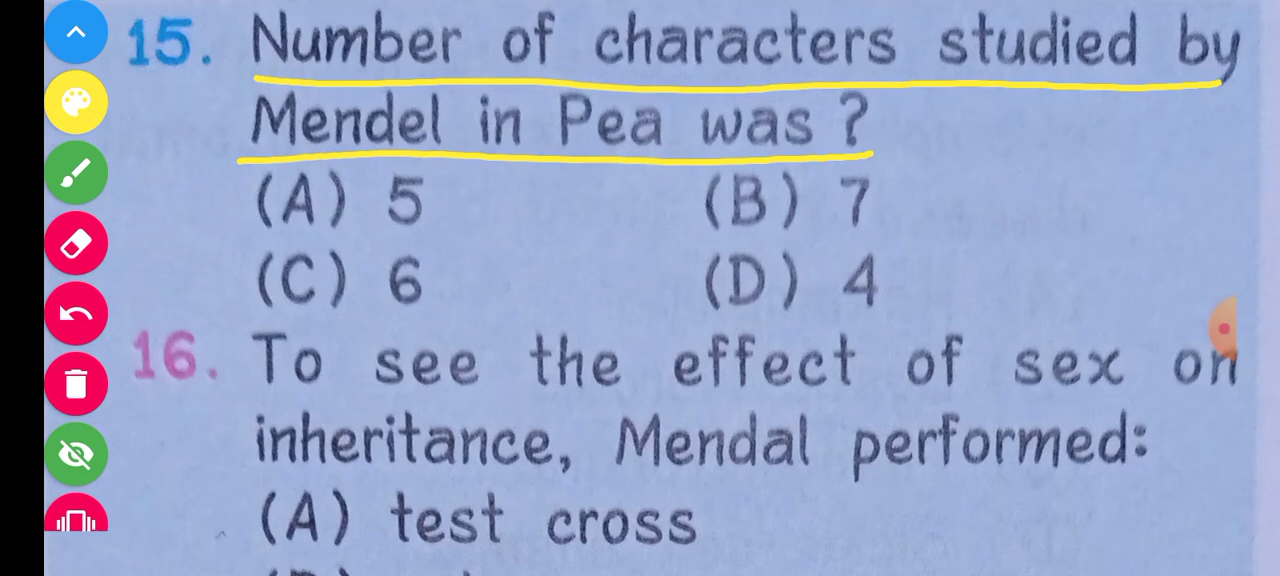 15. Number of characters studied by
Mendel in Pea was ?
(A) 5 (B) 7
(C) 6 (D) 4
16. To see the effect of sex on
inheritance, Mendal performed:
(A) test cross